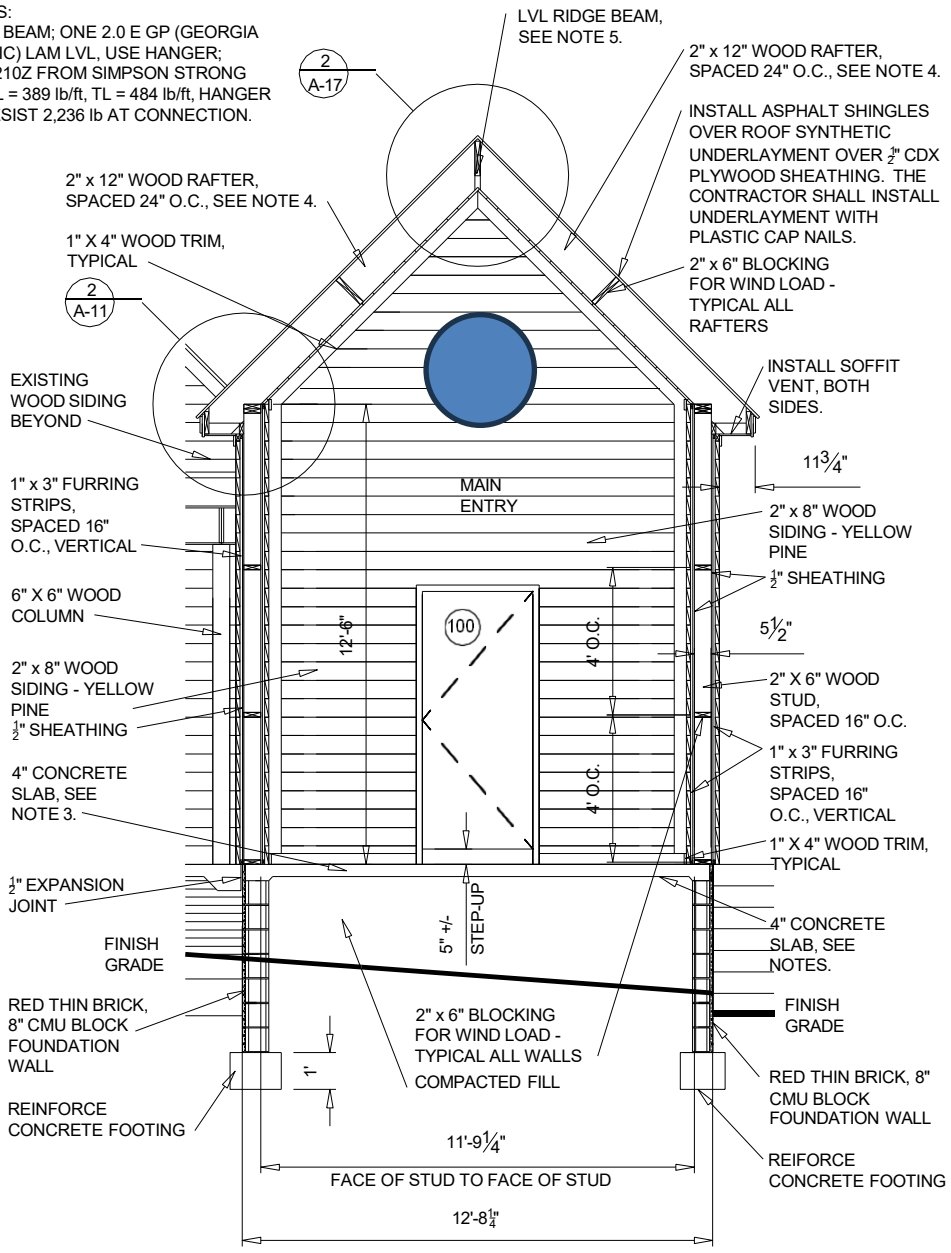 S:
BEAM; ONE 2.0 E GP (GEORGIA
IC) LAM LVL, USE HANGER;
210Z FROM SIMPSON STRONG
L = 389 lb/ft, TL = 484 lb/ft, HANGER
ESIST 2,236 lb AT CONNECTION.
2
A-17
LVL RIDGE BEAM,
SEE NOTE 5.
2" x 12" WOOD RAFTER,
SPACED 24" O.C., SEE NOTE 4.
INSTALL ASPHALT SHINGLES
OVER ROOF SYNTHETIC
UNDERLAYMENT OVER ½" CDX
PLYWOOD SHEATHING. THE
CONTRACTOR SHALL INSTALL
UNDERLAYMENT WITH
PLASTIC CAP NAILS.
2" x 6" BLOCKING
FOR WIND LOAD -
TYPICAL ALL
RAFTERS
INSTALL SOFFIT
VENT, BOTH
SIDES.
2" x 12" WOOD RAFTER,
SPACED 24" O.C., SEE NOTE 4.
1" X 4" WOOD TRIM,
TYPICAL
2
A-11
EXISTING
WOOD SIDING
BEYOND
1" x 3" FURRING
STRIPS,
SPACED 16"
O.C., VERTICAL
6" X 6" WOOD
COLUMN
2" x 8" WOOD
SIDING - YELLOW
PINE
½" SHEATHING
4" CONCRETE
SLAB, SEE
NOTE 3.
½" EXPANSION
JOINT
FINISH
GRADE
RED THIN BRICK,
8" CMU BLOCK
FOUNDATION
WALL
REINFORCE
CONCRETE FOOTING
MAIN
ENTRY
100
12'-6"
4' O.C.
4' O.C.
5" +/-
STEP-UP
2" x 6" BLOCKING
FOR WIND LOAD -
TYPICAL ALL WALLS
COMPACTED FILL
1'
11'-9¼"
FACE OF STUD TO FACE OF STUD
12'-8¼"
11¾"
2" x 8" WOOD
SIDING - YELLOW
PINE
½" SHEATHING
5½"
2" X 6" WOOD
STUD,
SPACED 16" O.C.
1" x 3" FURRING
STRIPS,
SPACED 16"
O.C., VERTICAL
1" X 4" WOOD TRIM,
TYPICAL
4" CONCRETE
SLAB, SEE
NOTES.
FINISH
GRADE
RED THIN BRICK, 8"
CMU BLOCK
FOUNDATION WALL
REIFORCE
CONCRETE FOOTING